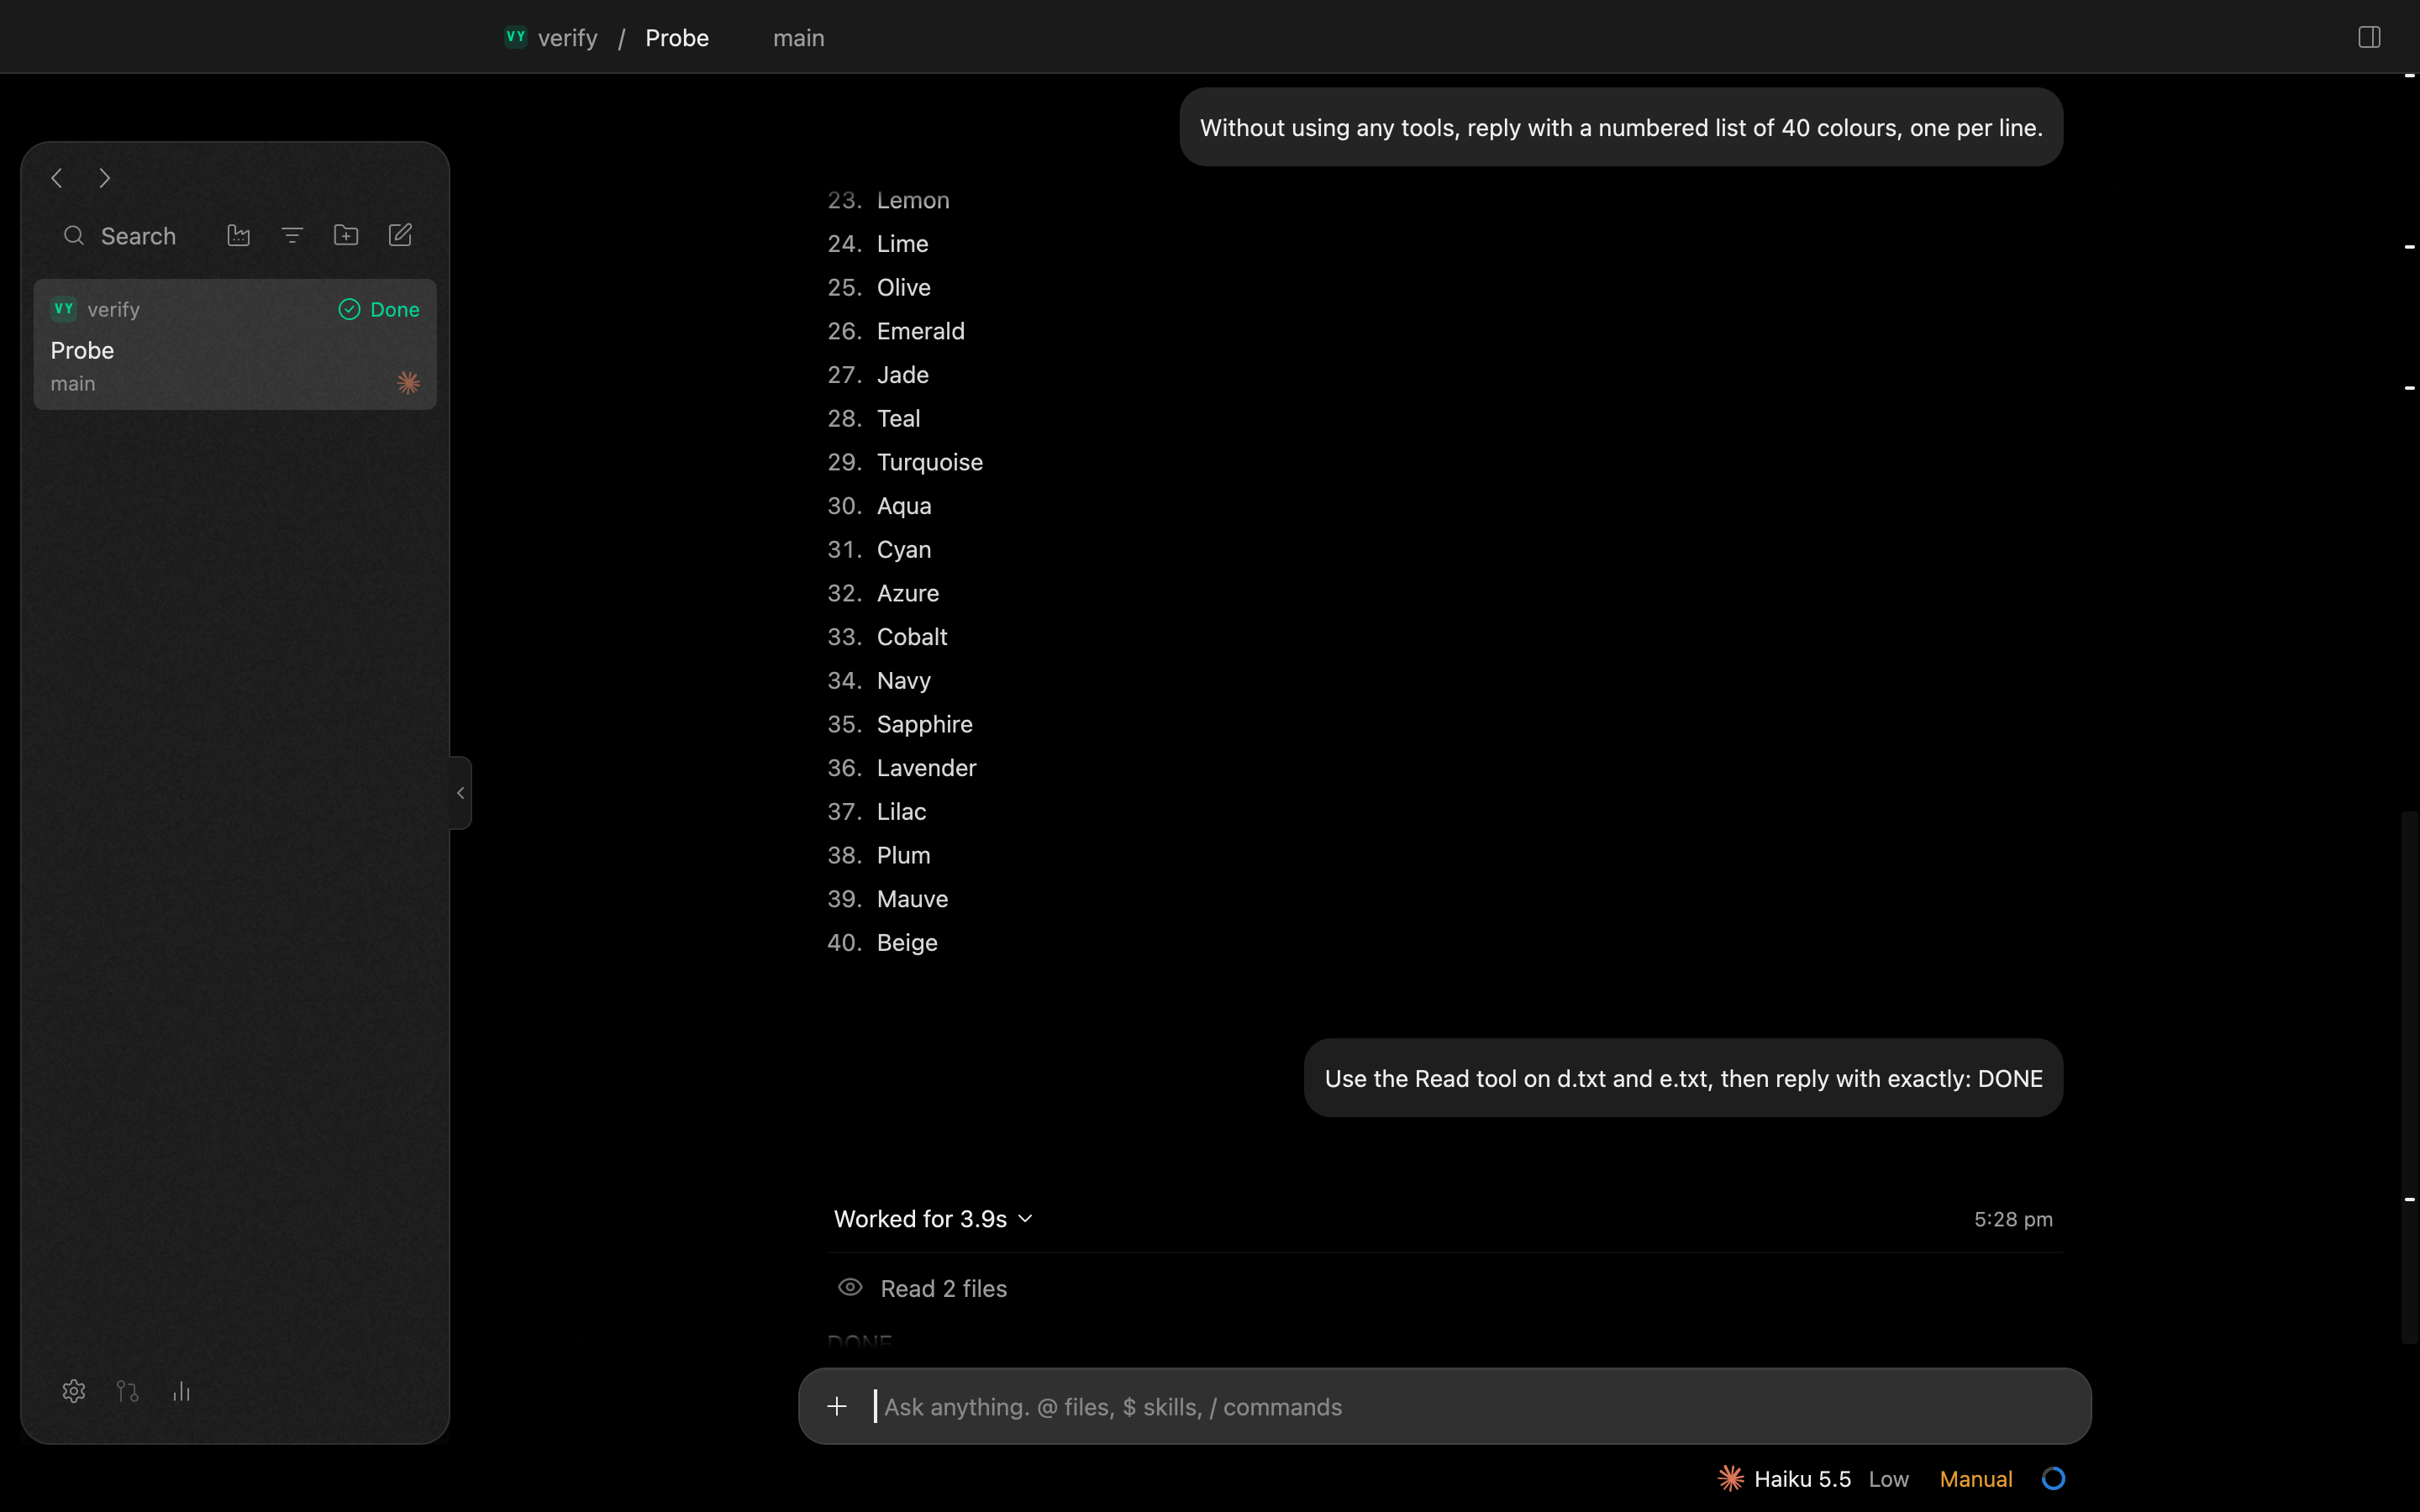 VY verify / Probe main
Without using any tools, reply with a numbered list of 40 colours, one per line.
Search
VY verify Done
Probe
main
23. Lemon
24. Lime
25. Olive
26. Emerald
27. Jade
28. Teal
29. Turquoise
30. Aqua
31. Cyan
32. Azure
33. Cobalt
34. Navy
35. Sapphire
36. Lavender
37. Lilac
38. Plum
39. Mauve
40. Beige
Use the Read tool on d.txt and e.txt, then reply with exactly: DONE
Worked for 3.9s 5:28 pm
Read 2 files
DONE
Ask anything. @ files, $ skills, / commands
Haiku 5.5 Low Manual